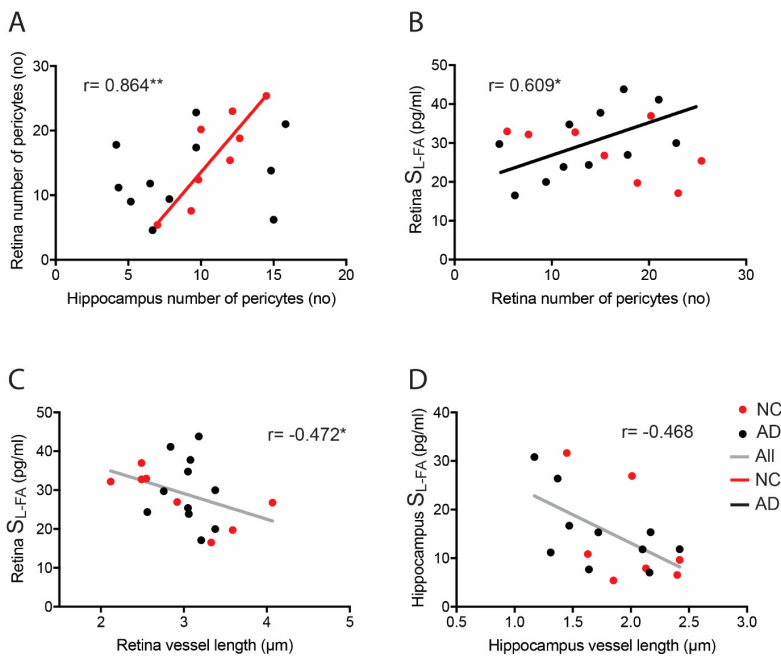 A
B
r= 0.864**
r= 0.609*
Retina number of pericytes (no)
30
20
10
0
0 5 10 15 20
Hippocampus number of pericytes (no)
Retina SL-FA (pg/ml)
50
40
30
20
10
0
0 10 20 30
Retina number of pericytes (no)
C
D
r= -0.472*
r= -0.468
Retina SL-FA (pg/ml)
50
40
30
20
10
0
2 3 4 5
Retina vessel length (µm)
Hippocampus SL-FA (pg/ml)
40
30
20
10
0
0.5 1.0 1.5 2.0 2.5 3.0
Hippocampus vessel length (µm)
NC
AD
All
NC
AD